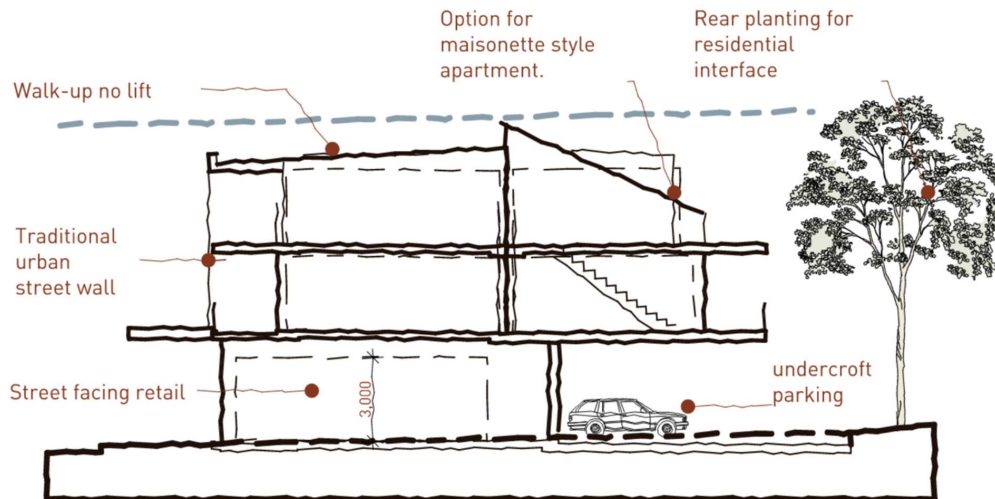 Option for
maisonette style
apartment.
Rear planting for
residential
interface
Walk-up no lift
Traditional
urban
street wall
Street facing retail
3,000
undercroft
parking